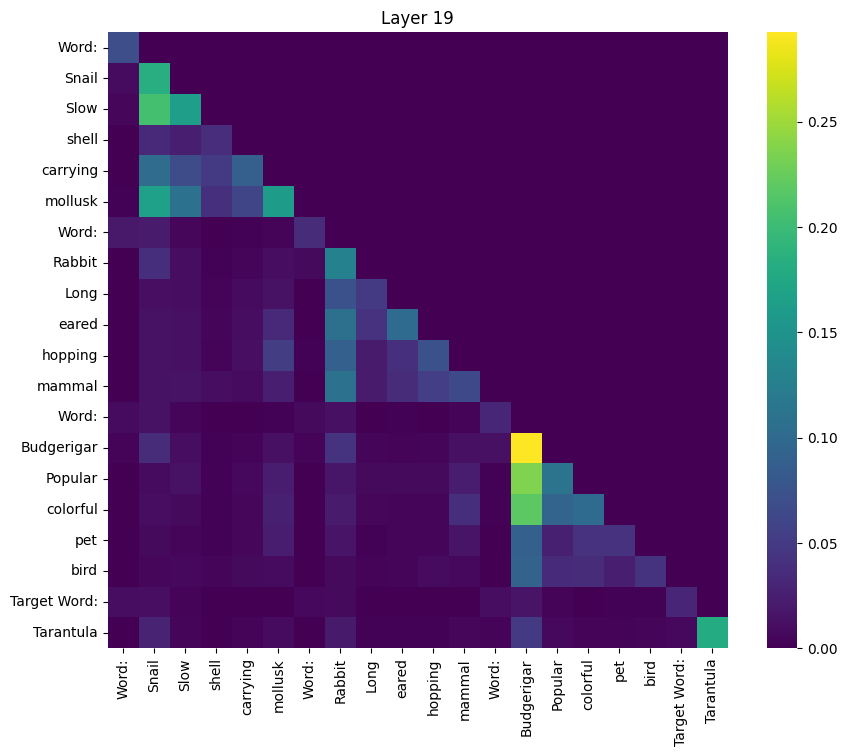 Layer 19
Word:
Snail
Slow
shell
carrying
mollusk
Word:
Rabbit
Long
eared
hopping
mammal
Word:
Budgerigar
Popular
colorful
pet
bird
Target Word:
Tarantula
0.25
0.20
0.15
0.10
0.05
0.00
Word:
Snail
Slow
shell
carrying
mollusk
Word:
Rabbit
Long
eared
hopping
mammal
Word:
Budgerigar
Popular
colorful
pet
bird
Target Word:
Tarantula